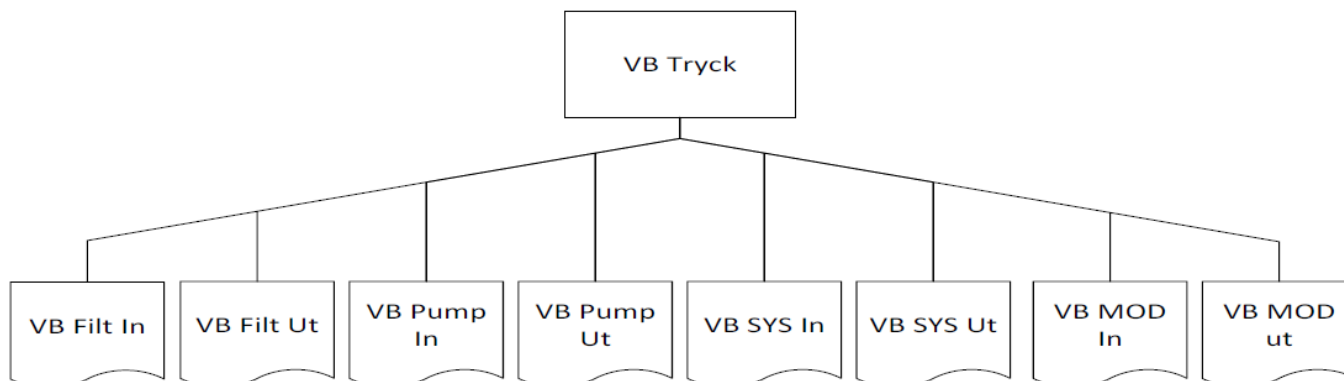 VB Tryck
VB Filt In
VB Filt Ut
VB Pump
In
VB Pump
Ut
VB SYS In
VB SYS Ut
VB MOD
In
VB MOD
ut